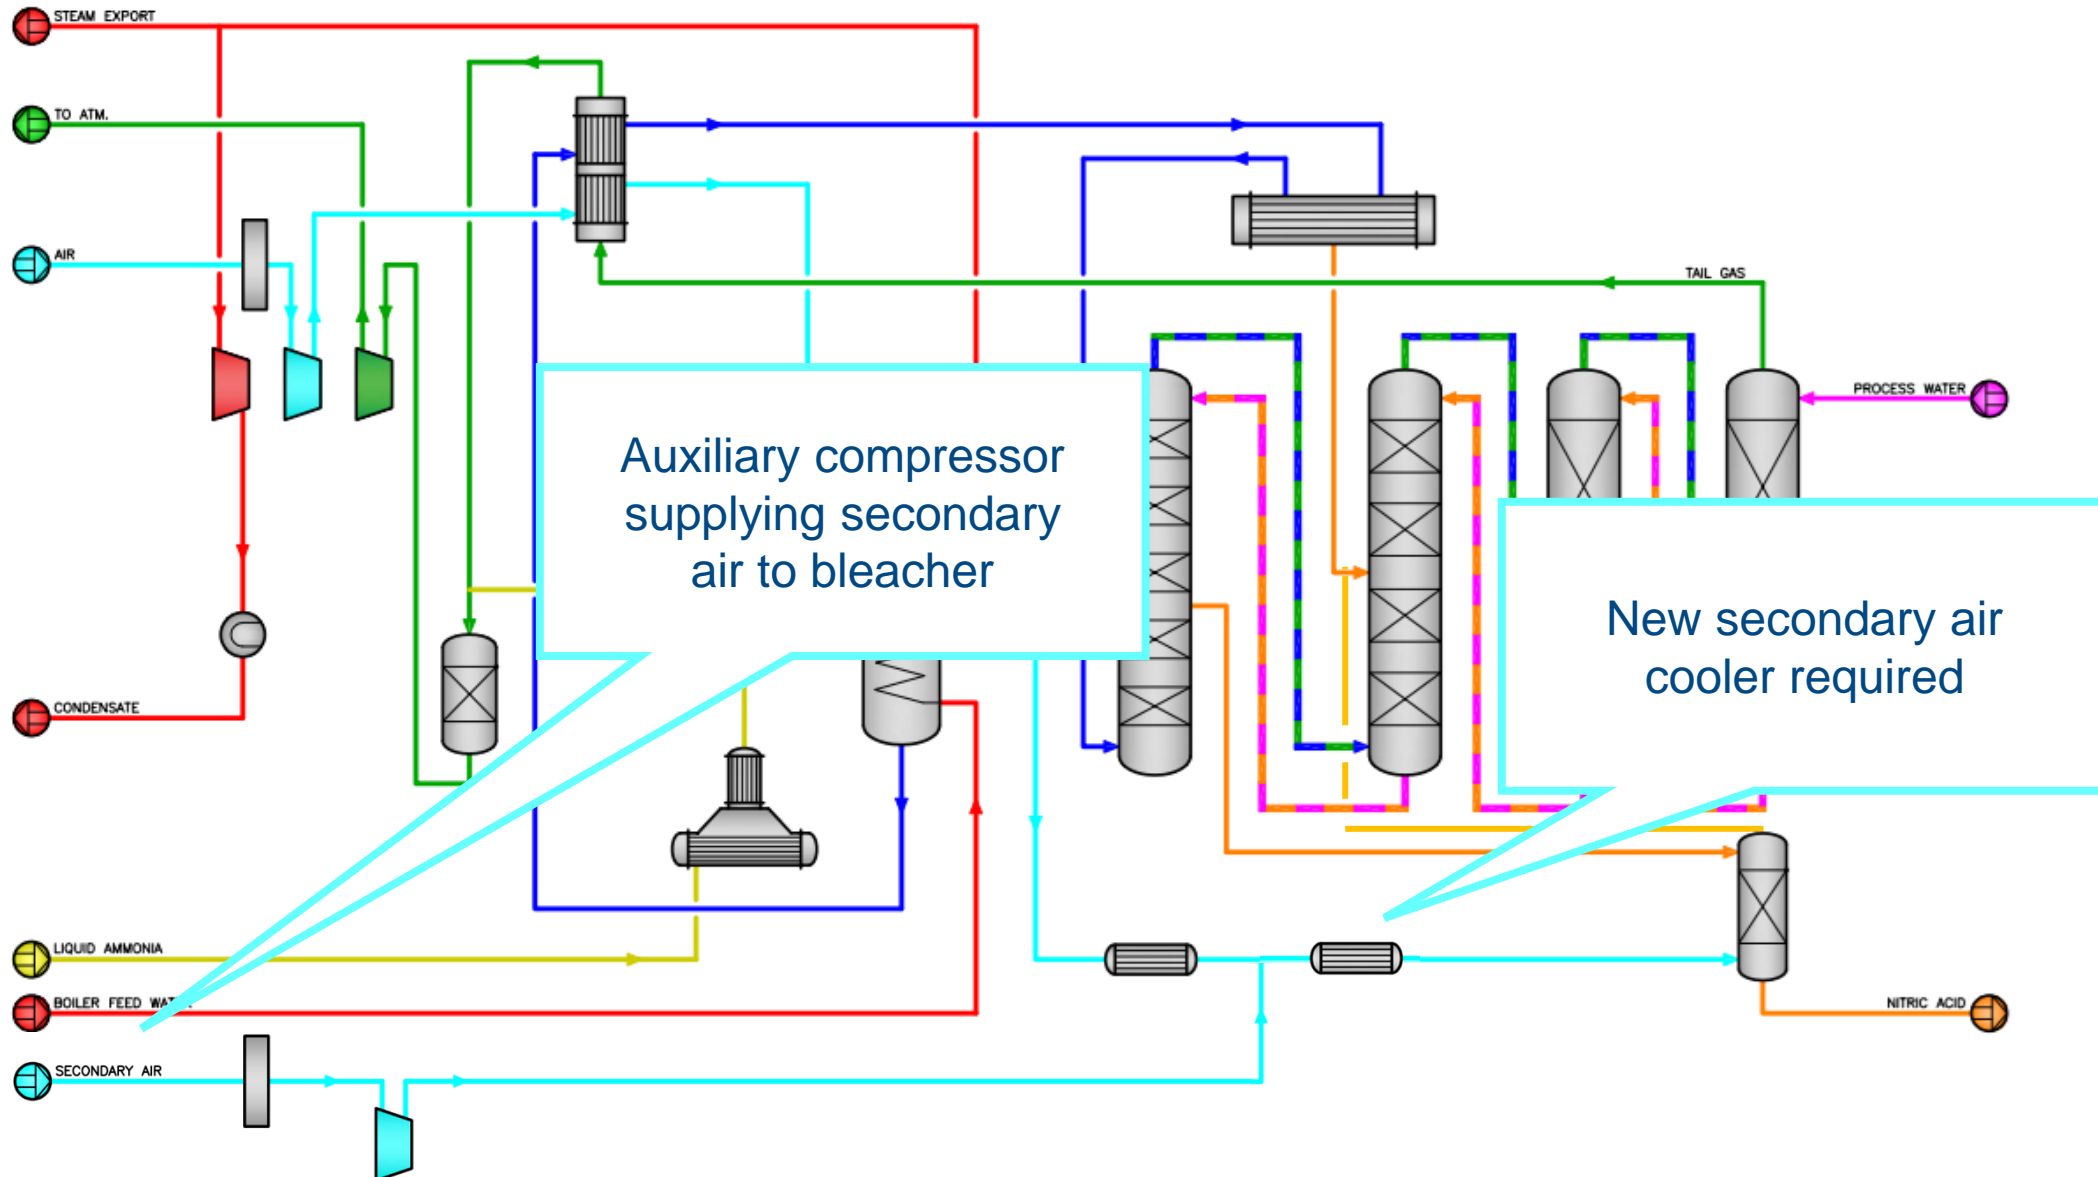 STEAM EXPORT
TO ATM.
AIR
TAIL GAS
PROCESS WATER
Auxiliary compressor
supplying secondary
air to bleacher
New secondary air
cooler required
CONDENSATE
LIQUID AMMONIA
BOILER FEED WATER
NITRIC ACID
SECONDARY AIR